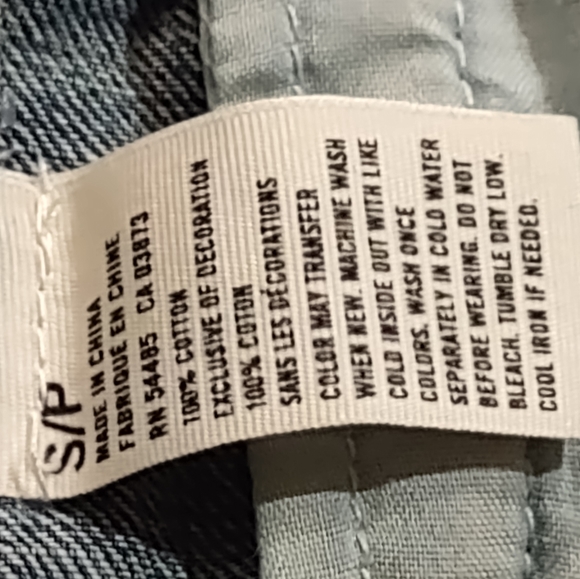 S/P
MADE IN CHINA
FABRIQUÉ EN CHINE
RN 54485 CA 03873
100% COTTON
EXCLUSIVE OF DECORATION
100% COTON
SANS LES DÉCORATIONS
COLOR MAY TRANSFER
WHEN NEW. MACHINE WASH
COLD INSIDE OUT WITH LIKE
COLORS. WASH ONCE
SEPARATELY IN COLD WATER
BEFORE WEARING. DO NOT
BLEACH. TUMBLE DRY LOW.
COOL IRON IF NEEDED.